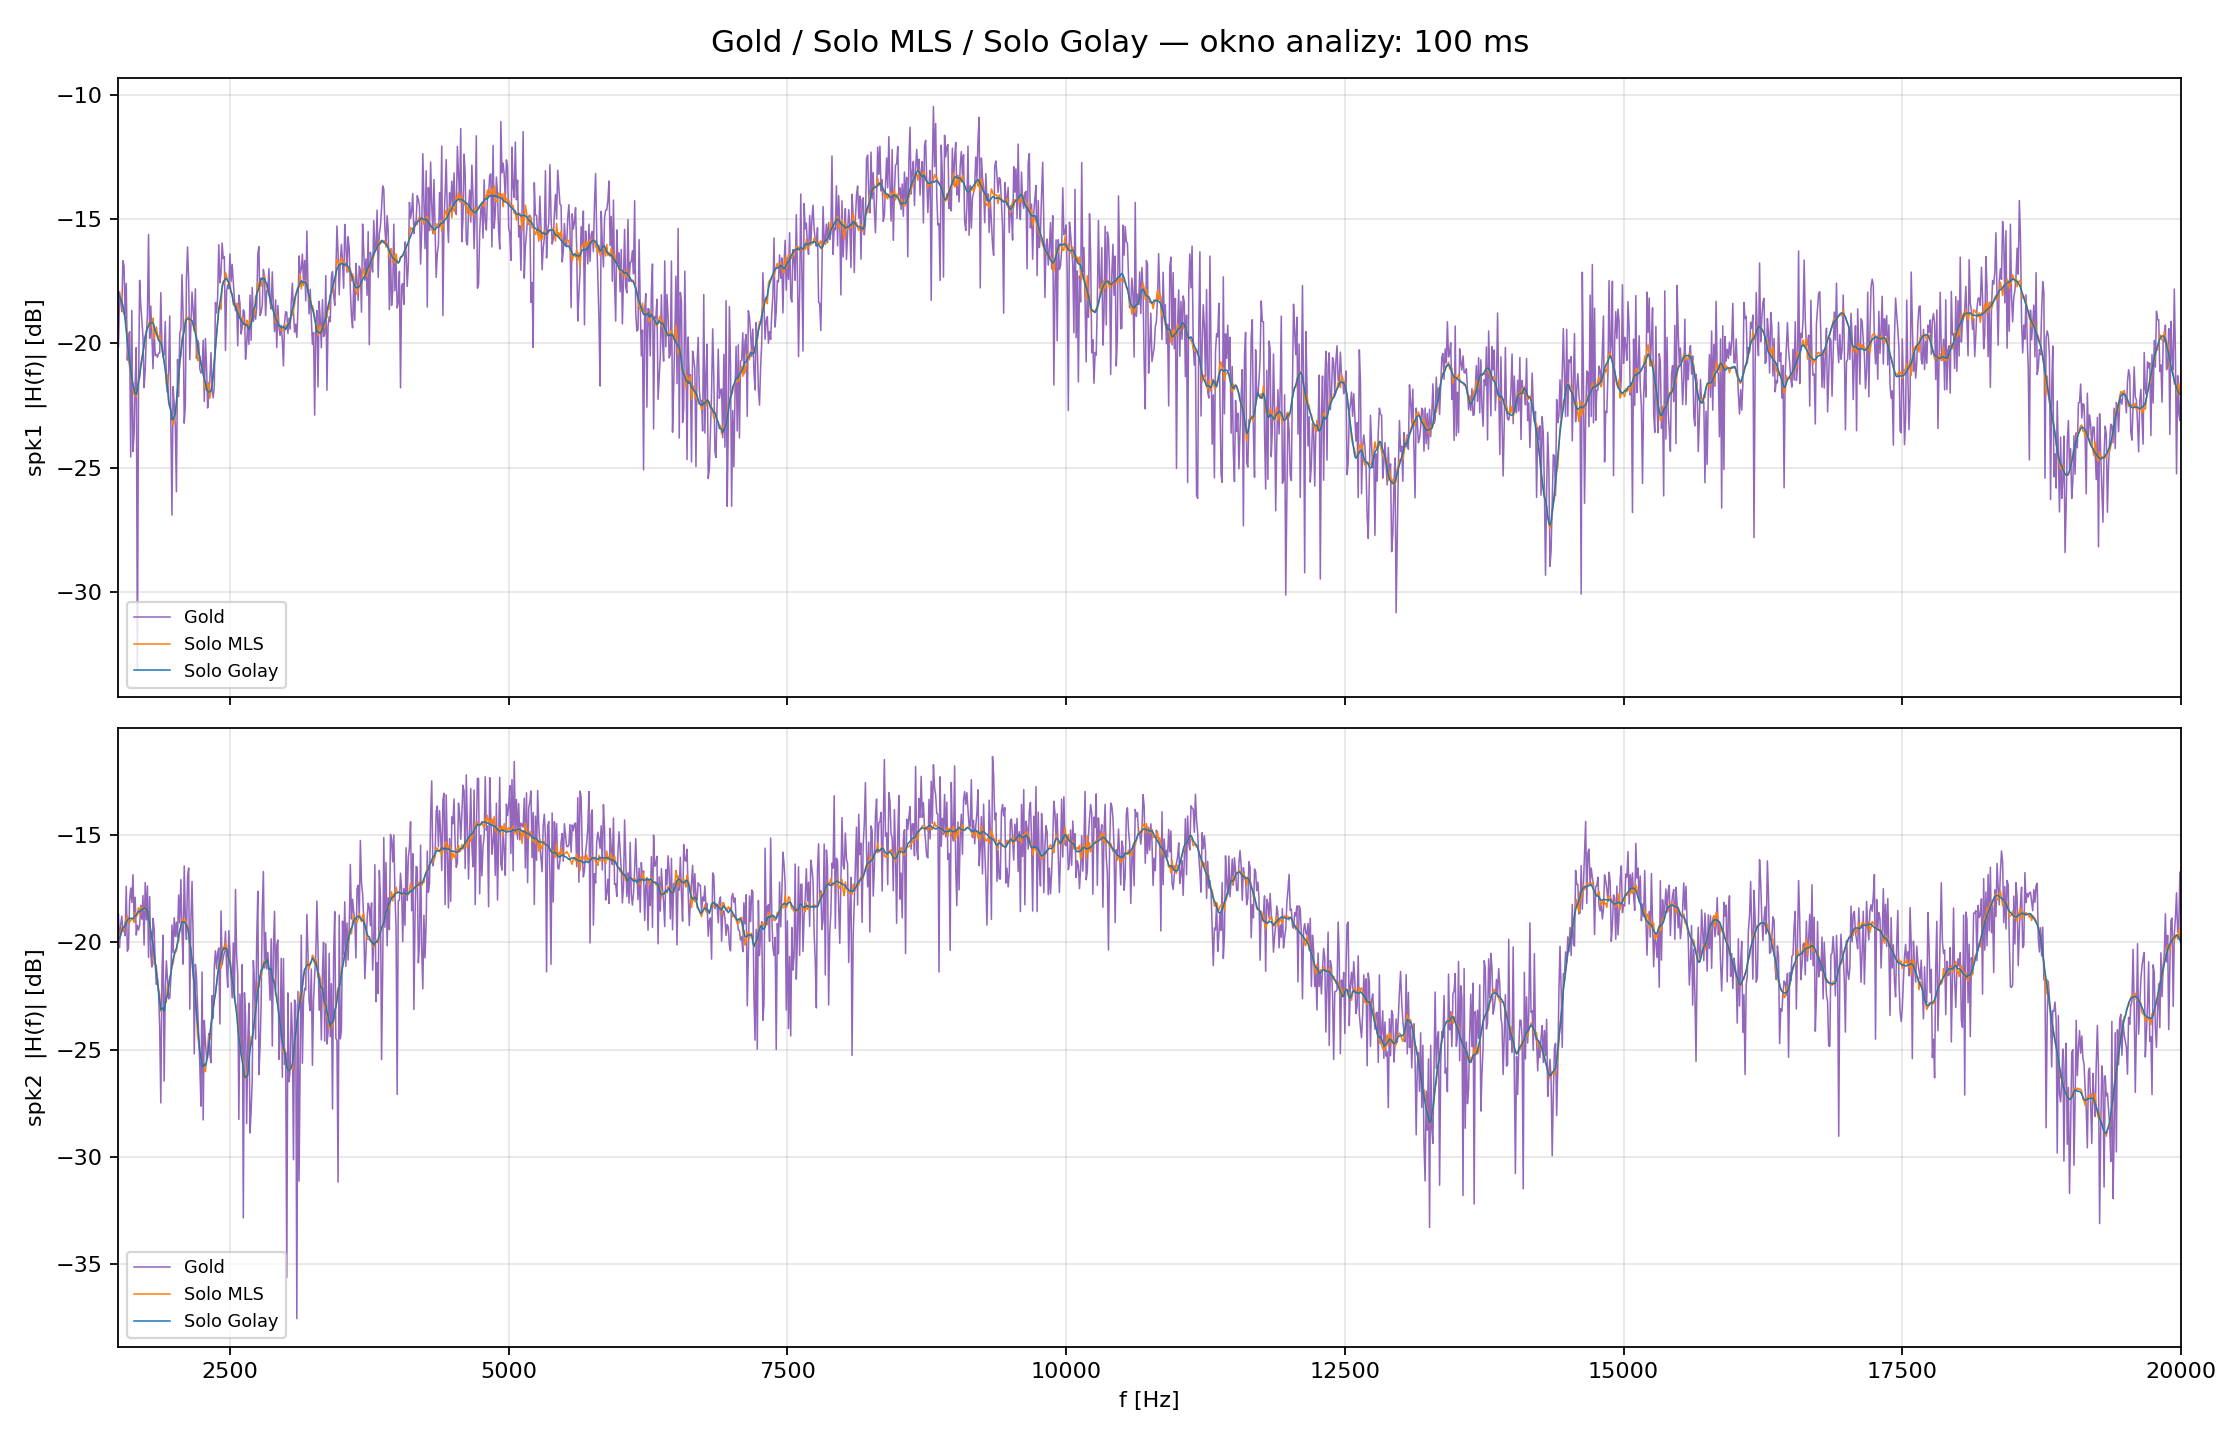 Gold / Solo MLS / Solo Golay — okno analizy: 100 ms
spk1 |H(f)| [dB]
−10
−15
−20
−25
−30
Gold
Solo MLS
Solo Golay
spk2 |H(f)| [dB]
−15
−20
−25
−30
−35
Gold
Solo MLS
Solo Golay
2500 5000 7500 10000 12500 15000 17500 20000
f [Hz]